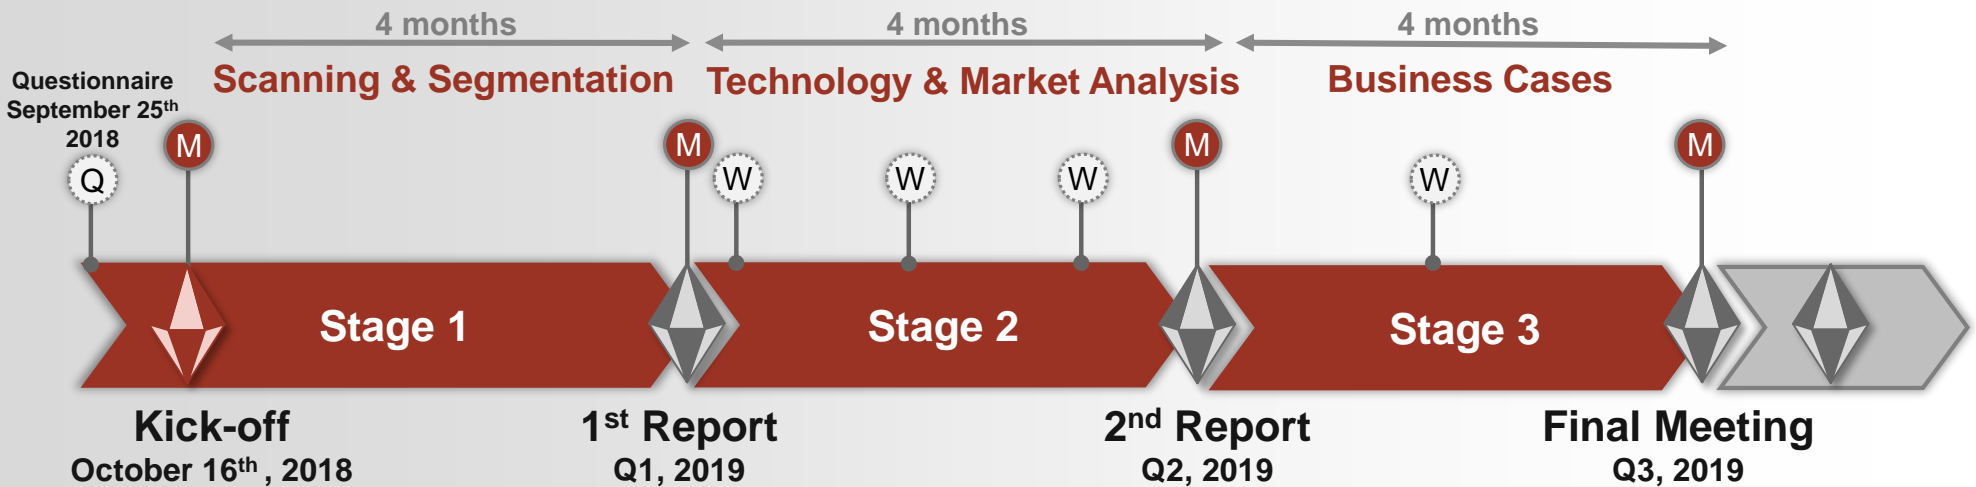 4 months
4 months
4 months
Scanning & Segmentation
Technology & Market Analysis
Business Cases
Questionnaire
September 25th
2018
Q
M
M
W
W
W
M
W
M
Stage 1
Stage 2
Stage 3
Kick-off
October 16th , 2018
1st Report
Q1, 2019
2nd Report
Q2, 2019
Final Meeting
Q3, 2019